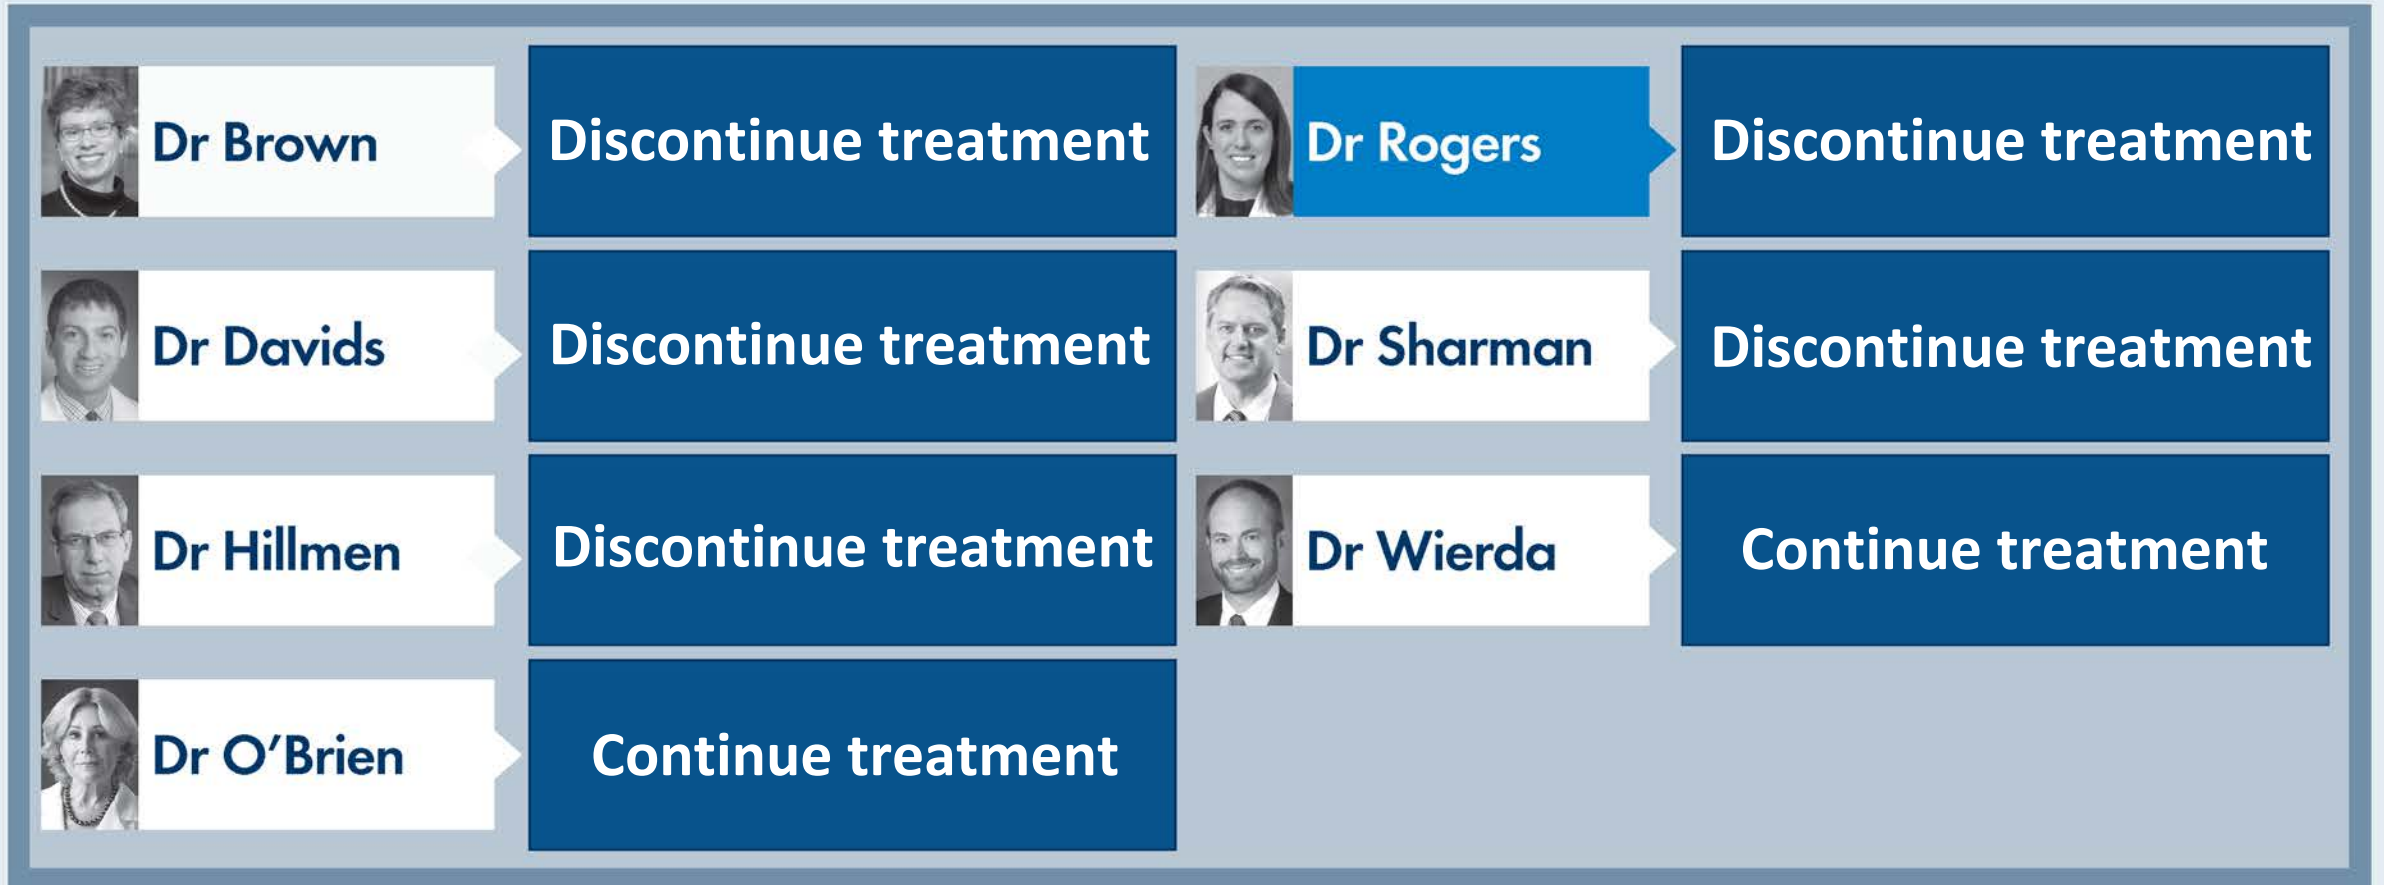 Dr Brown
Discontinue treatment
Dr Rogers
Discontinue treatment
Dr Davids
Discontinue treatment
Dr Sharman
Discontinue treatment
Dr Hillmen
Discontinue treatment
Dr Wierda
Continue treatment
Dr O’Brien
Continue treatment